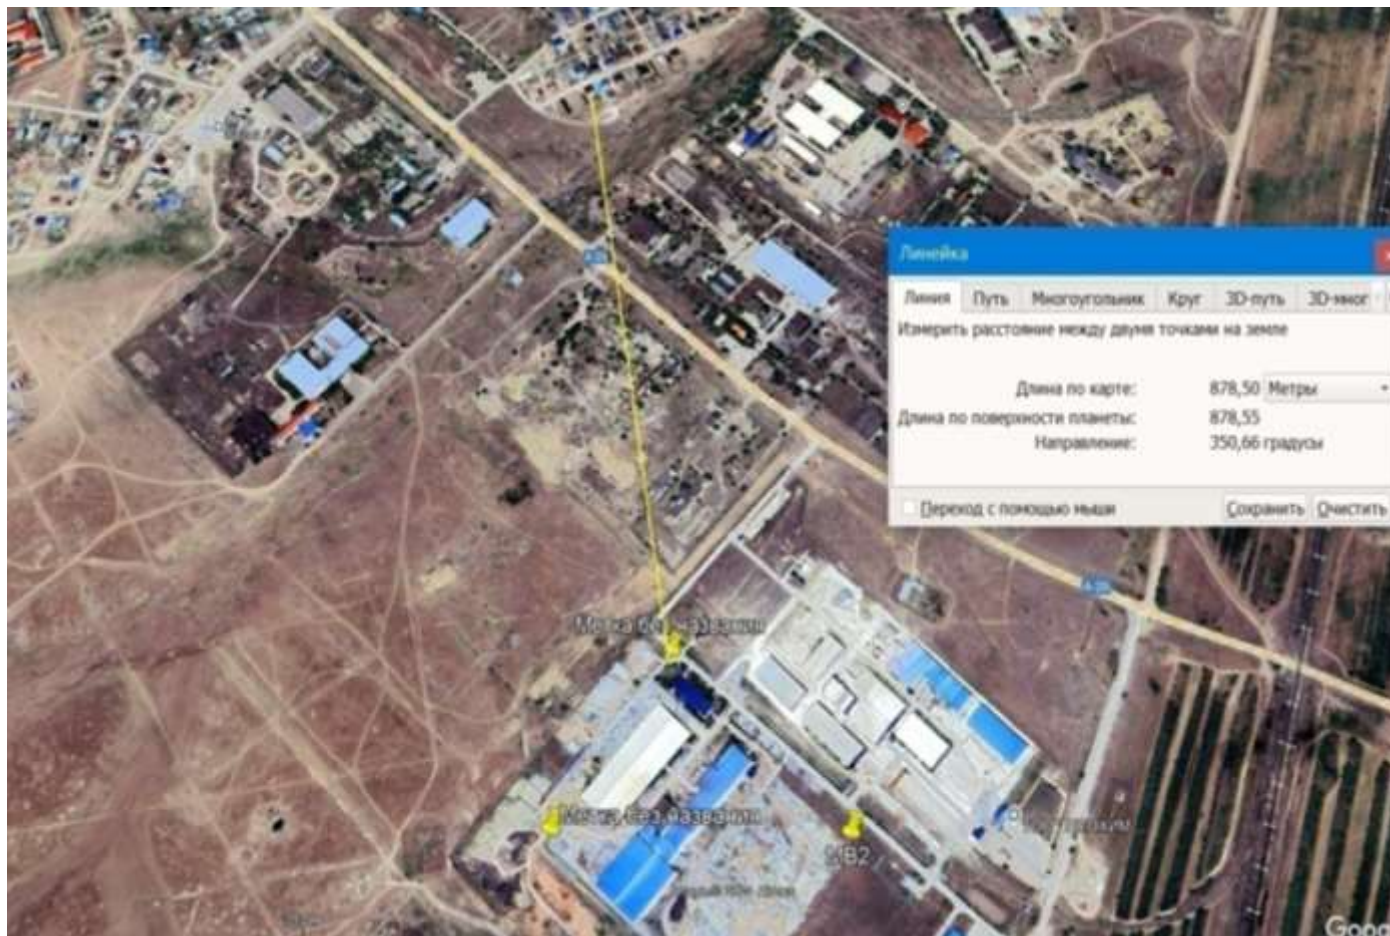 Линейка
Линия Путь Многоугольник Круг 3D-путь 3D-мног
Измерить расстояние между двумя точками на земле
Длина по карте: 878,50 Метры
Длина по поверхности планеты: 878,55
Направление: 350,66 градусы
Переход с помощью мыши Сохранить Очистить
Метка без названия
Метка без названия